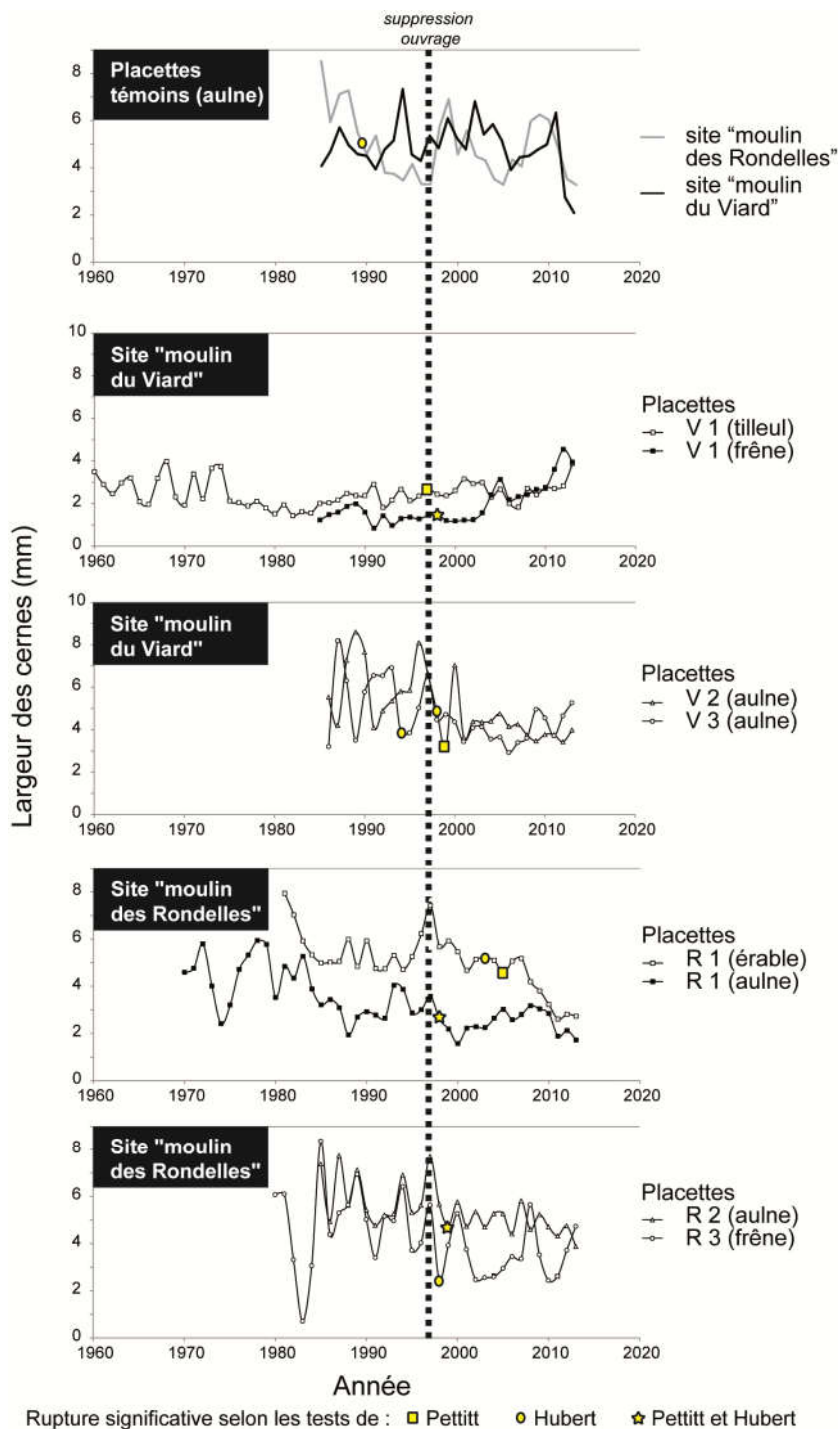 suppression
ouvrage
Placettes
témoins (aulne)
8
6
4
2
0
1960 1970 1980 1990 2000 2010 2020
site “moulin
des Rondelles”
site “moulin
du Viard”
Site "moulin
du Viard"
10
8
6
4
2
0
1960 1970 1980 1990 2000 2010 2020
Placettes
V 1 (tilleul)
V 1 (frêne)
Largeur des cernes (mm)
Site "moulin
du Viard"
10
8
6
4
2
0
1960 1970 1980 1990 2000 2010 2020
Placettes
V 2 (aulne)
V 3 (aulne)
Site "moulin
des Rondelles"
8
6
4
2
0
1960 1970 1980 1990 2000 2010 2020
Placettes
R 1 (érable)
R 1 (aulne)
Site "moulin
des Rondelles"
8
6
4
2
0
1960 1970 1980 1990 2000 2010 2020
Placettes
R 2 (aulne)
R 3 (frêne)
Année
Rupture significative selon les tests de : Pettitt Hubert Pettitt et Hubert